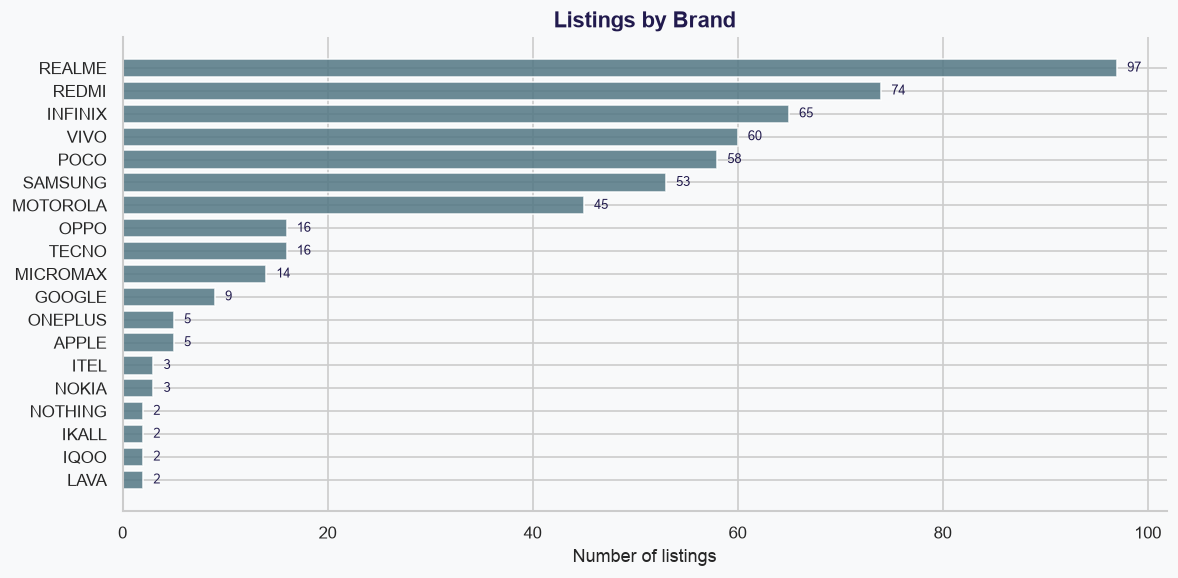 Listings by Brand
REALME 97
REDMI 74
INFINIX 65
VIVO 60
POCO 58
SAMSUNG 53
MOTOROLA 45
OPPO 16
TECNO 16
MICROMAX 14
GOOGLE 9
ONEPLUS 5
APPLE 5
ITEL 3
NOKIA 3
NOTHING 2
IKALL 2
IQOO 2
LAVA 2
0 20 40 60 80 100
Number of listings